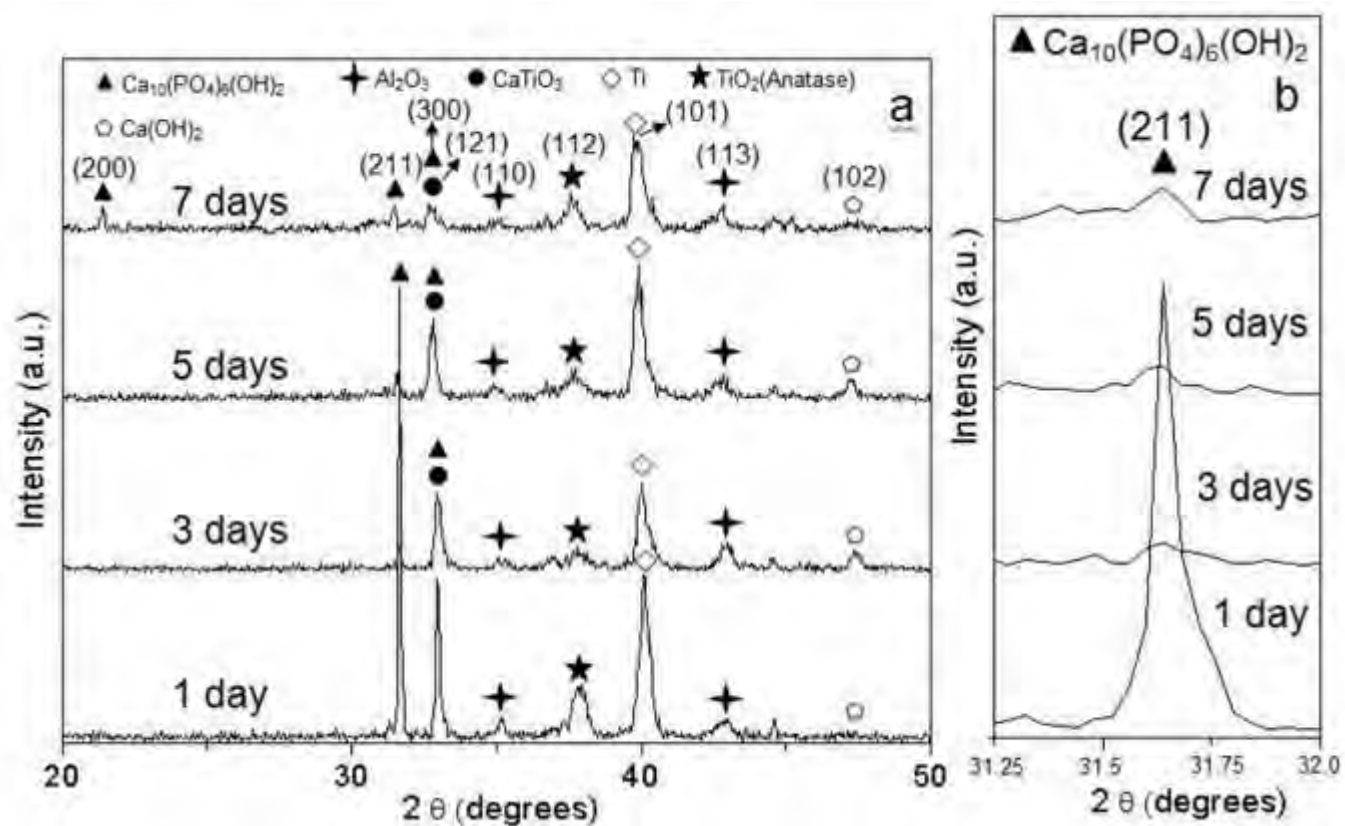 ▲ Ca10(PO4)6(OH)2 ✦ Al2O3 ● CaTiO3 ◇ Ti ★ TiO2(Anatase)
⬠ Ca(OH)2
a
(300)
(121)
(101)
(200)
(211)
(110)
(112)
(113)
(102)
7 days
5 days
3 days
1 day
Intensity (a.u.)
20 30 40 50
2 θ (degrees)
▲ Ca10(PO4)6(OH)2
b
(211)
7 days
5 days
3 days
1 day
Intensity (a.u.)
31.25 31.5 31.75 32.0
2 θ (degrees)